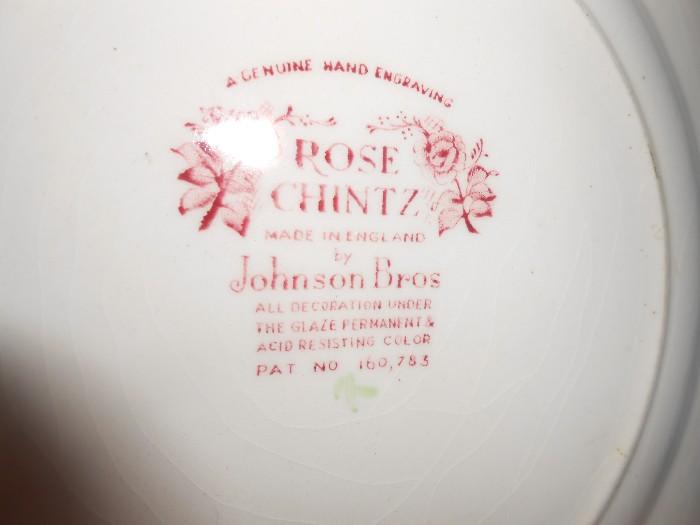 A GENUINE HAND ENGRAVING
ROSE
CHINTZ
MADE IN ENGLAND
by
Johnson Bros
ALL DECORATION UNDER
THE GLAZE PERMANENT &
ACID RESISTING COLOR
PAT NO 160,783